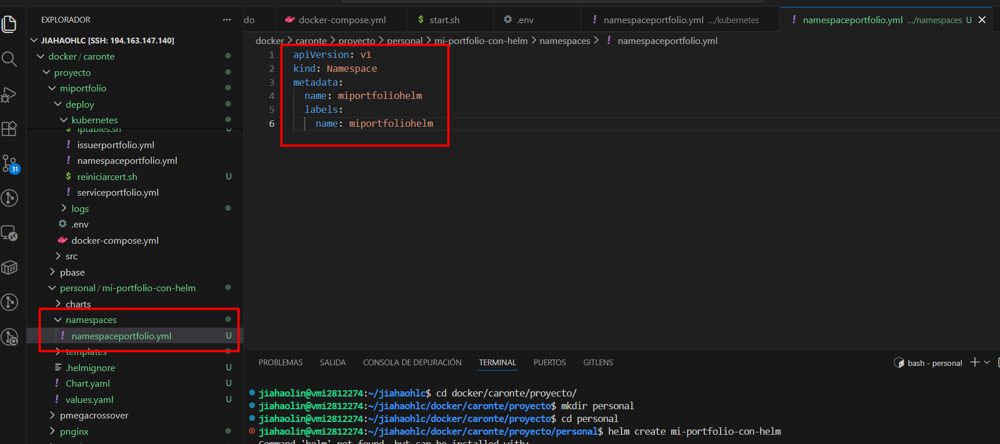 EXPLORADOR
JIAHAOHLC [SSH: 194.163.147.140]
docker / caronte
proyecto
miportfolio
deploy
kubernetes
iptables.sh U
issuerportfolio.yml
namespaceportfolio.yml
reiniciarcert.sh U
serviceportfolio.yml
logs
.env
docker-compose.yml
src
pbase
personal / mi-portfolio-con-helm
charts
namespaces
namespaceportfolio.yml U
templates
.helmignore U
Chart.yaml U
values.yaml U
pmegacrossover
pnginx
31
do
docker-compose.yml
$ start.sh
.env
! namespaceportfolio.yml .../kubernetes
! namespaceportfolio.yml .../namespaces U
docker > caronte > proyecto > personal > mi-portfolio-con-helm > namespaces > ! namespaceportfolio.yml
1 apiVersion: v1
2 kind: Namespace
3 metadata:
4 name: miportfoliohelm
5 labels:
6 name: miportfoliohelm
PROBLEMAS SALIDA CONSOLA DE DEPURACIÓN TERMINAL PUERTOS GITLENS
bash - personal
jiahaolin@vmi2812274:~/jiahaohlc$ cd docker/caronte/proyecto/
jiahaolin@vmi2812274:~/jiahaohlc/docker/caronte/proyecto$ mkdir personal
jiahaolin@vmi2812274:~/jiahaohlc/docker/caronte/proyecto$ cd personal
jiahaolin@vmi2812274:~/jiahaohlc/docker/caronte/proyecto/personal$ helm create mi-portfolio-con-helm
Command 'helm' not found, but can be installed with: